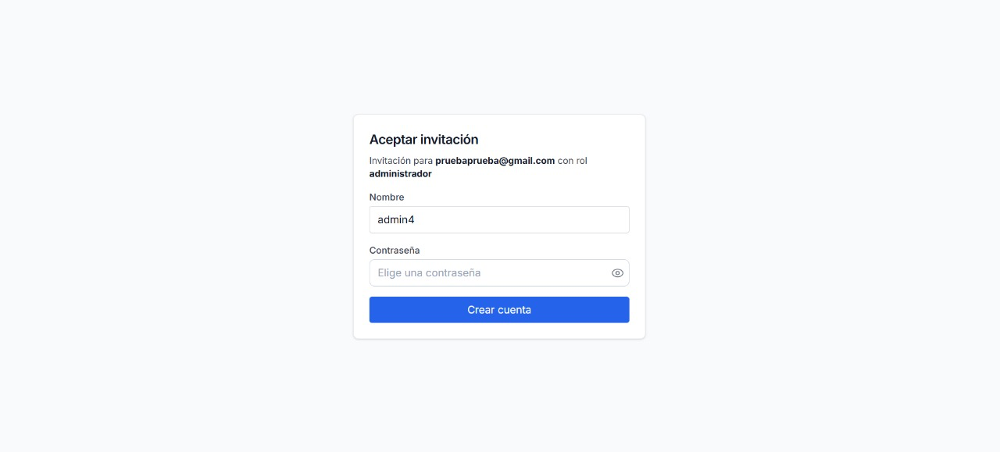 Aceptar invitación
Invitación para pruebaprueba@gmail.com con rol
administrador
Nombre
admin4
Contraseña
Elige una contraseña
Crear cuenta